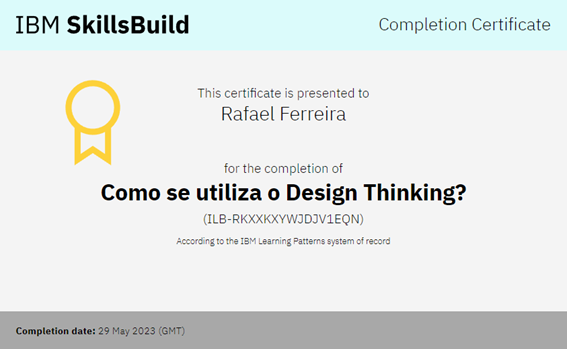 IBM SkillsBuild
Completion Certificate
This certificate is presented to
Rafael Ferreira
for the completion of
Como se utiliza o Design Thinking?
(ILB-RKXXKXYWJDJV1EQN)
According to the IBM Learning Patterns system of record
Completion date: 29 May 2023 (GMT)